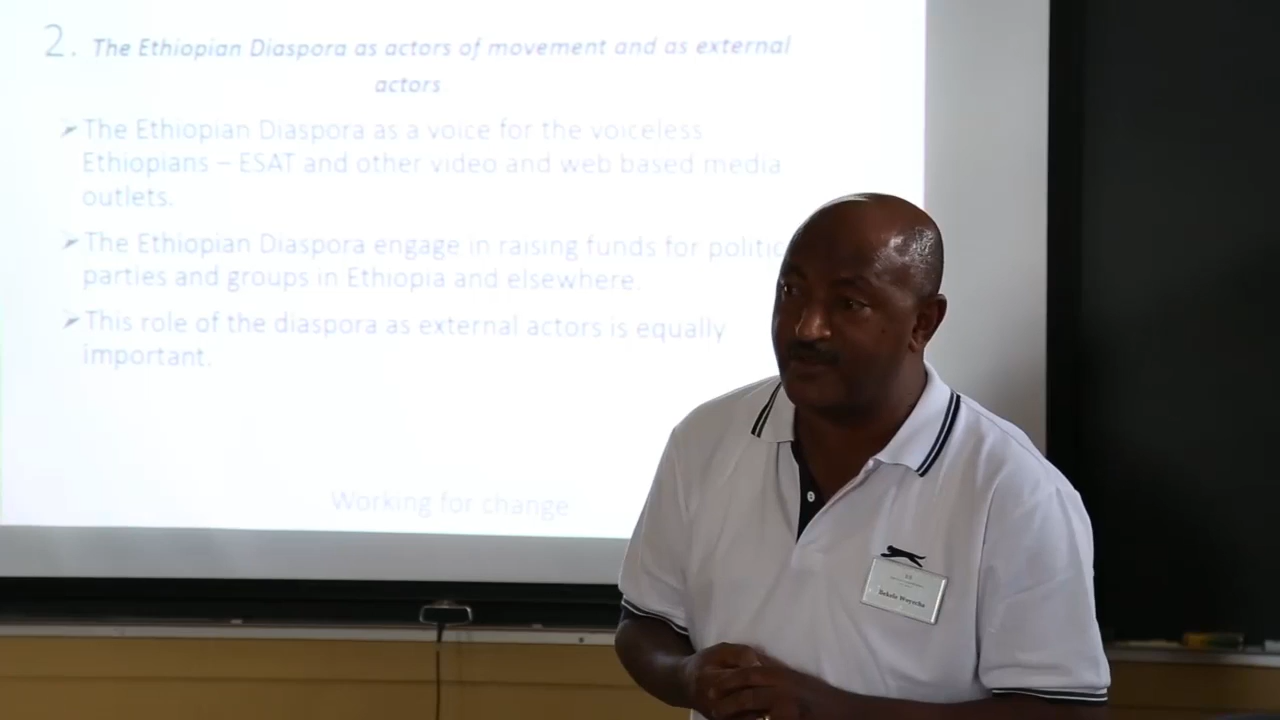 2. The Ethiopian Diaspora as actors of movement and as external
actors
The Ethiopian Diaspora as a voice for the voiceless
Ethiopians – ESAT and other video and web based media
outlets.
The Ethiopian Diaspora engage in raising funds for politic
parties and groups in Ethiopia and elsewhere.
This role of the diaspora as external actors is equally
important.
Working for change